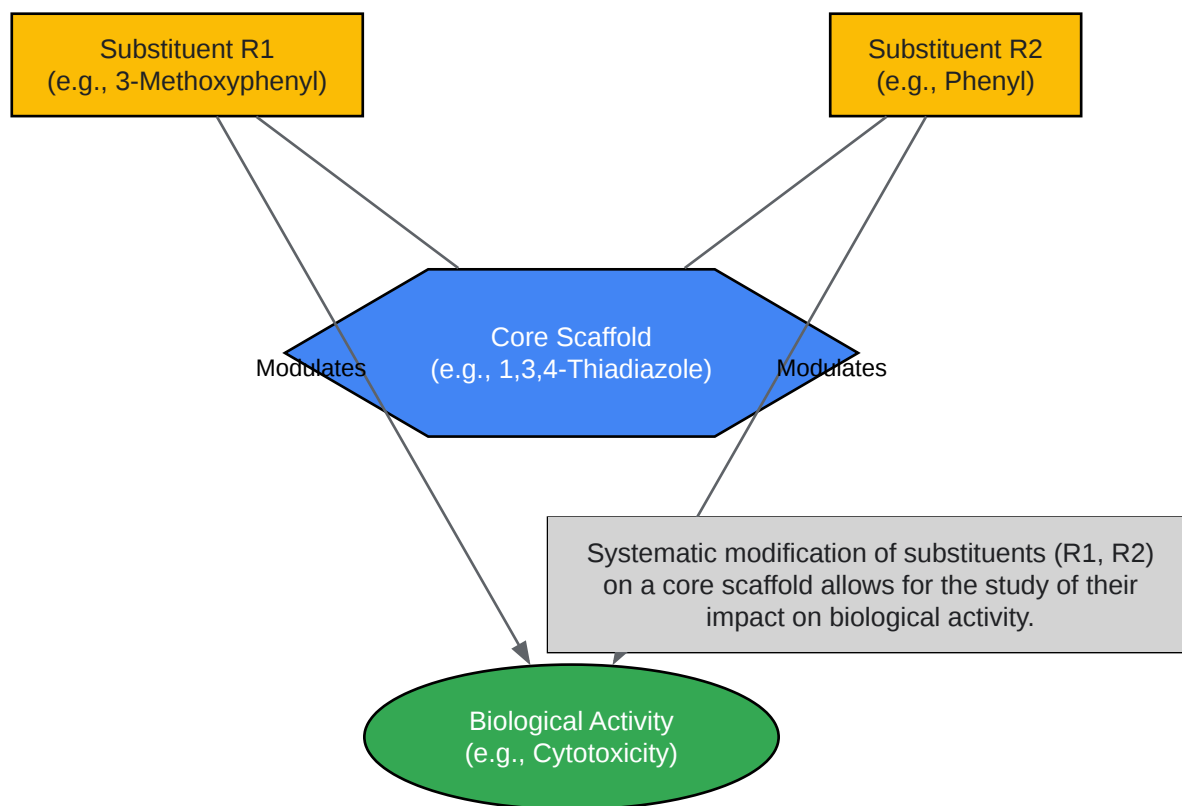 Substituent R1
(e.g., 3-Methoxyphenyl)
Substituent R2
(e.g., Phenyl)
Core Scaffold
(e.g., 1,3,4-Thiadiazole)
Modulates
Modulates
Systematic modification of substituents (R1, R2)
on a core scaffold allows for the study of their
impact on biological activity.
Biological Activity
(e.g., Cytotoxicity)